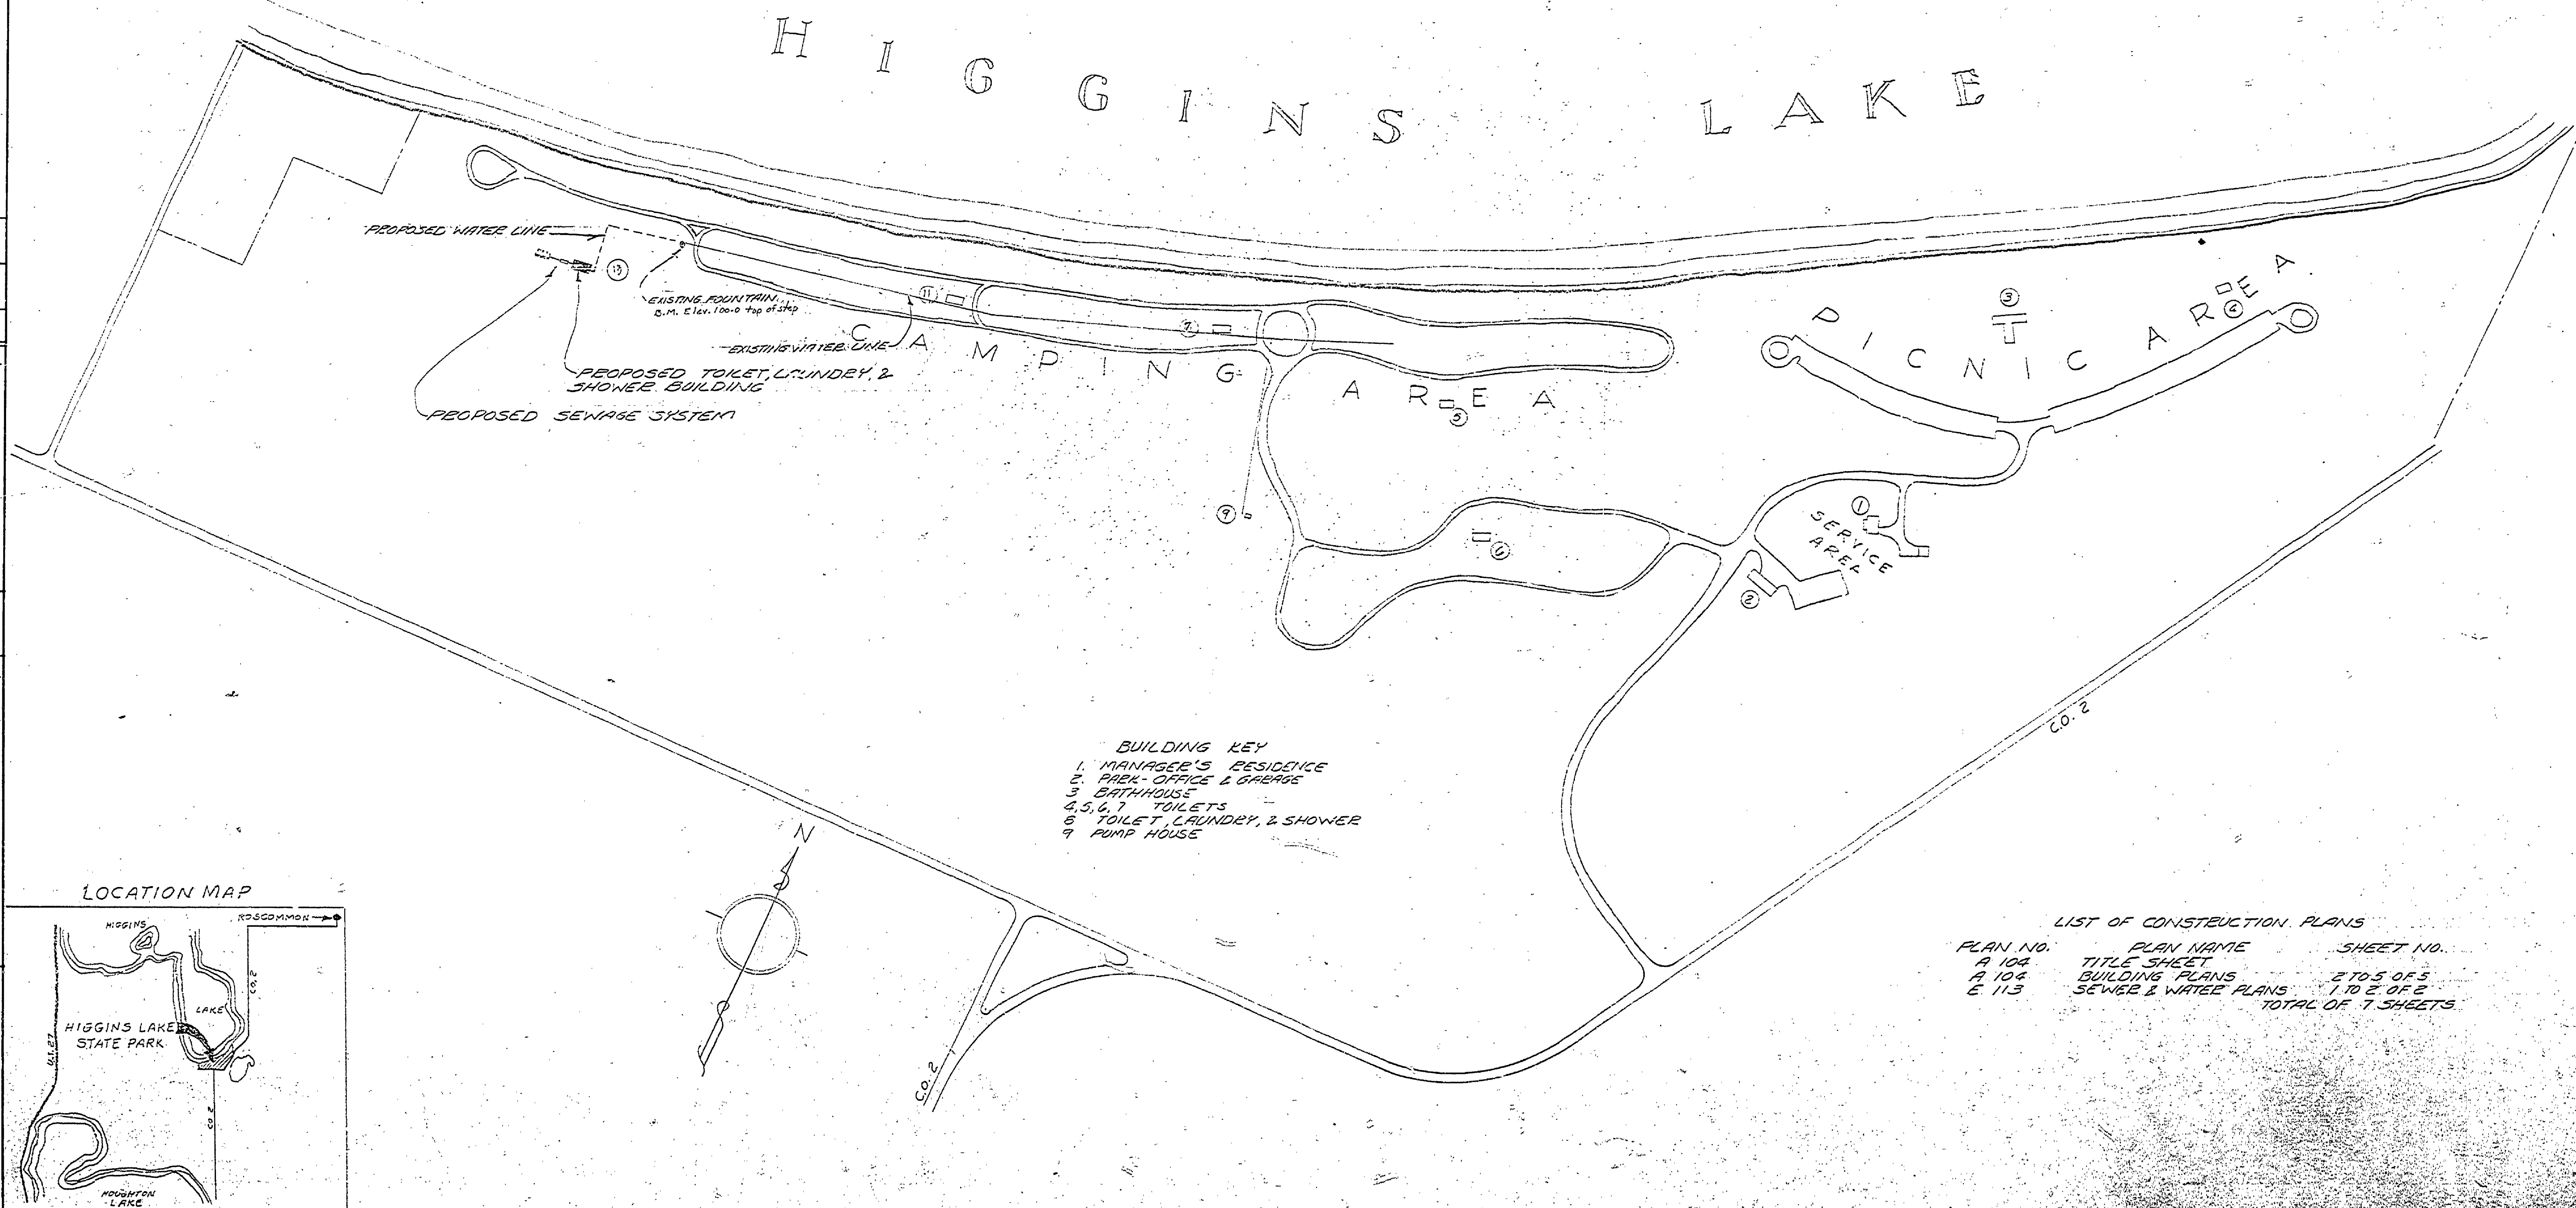 HIGGINS LAKE
PROPOSED WATER LINE
13
EXISTING FOUNTAIN
B.M. Elev. 100.0 top of step
11
EXISTING WATER LINE
7
PROPOSED TOILET, LAUNDRY, &
SHOWER BUILDING
PROPOSED SEWAGE SYSTEM
CAMPING AREA
5
9
6
PICNIC AREA
3
4
1
SERVICE
AREA
2
CO. 2
BUILDING KEY
1. MANAGER'S RESIDENCE
2. PARK-OFFICE & GARAGE
3 BATHHOUSE
4,5,6,7 TOILETS
8 TOILET, LAUNDRY, & SHOWER
9 PUMP HOUSE
N
CO. 2
LOCATION MAP
ROSCOMMON
HIGGINS
LAKE
CO. 2
HIGGINS LAKE
STATE PARK
U.S. 27
CO. 2
HOUGHTON
LAKE
LIST OF CONSTRUCTION PLANS
PLAN NO. PLAN NAME SHEET NO.
A 104 TITLE SHEET
A 104 BUILDING PLANS 2 TO 5 OF 5
E 113 SEWER & WATER PLANS 1 TO 2 OF 2
TOTAL OF 7 SHEETS